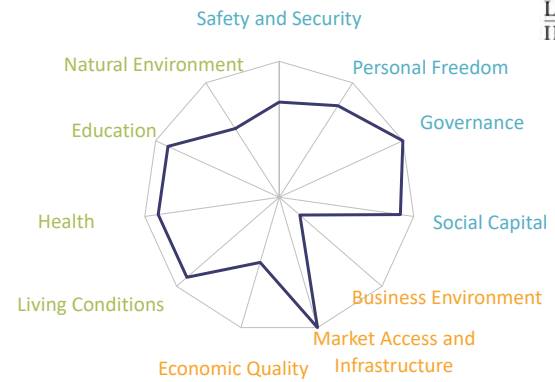 Safety and Security
Natural Environment
Personal Freedom
Education
Governance
Health
Social Capital
Living Conditions
Business Environment
Market Access and
Infrastructure
Economic Quality